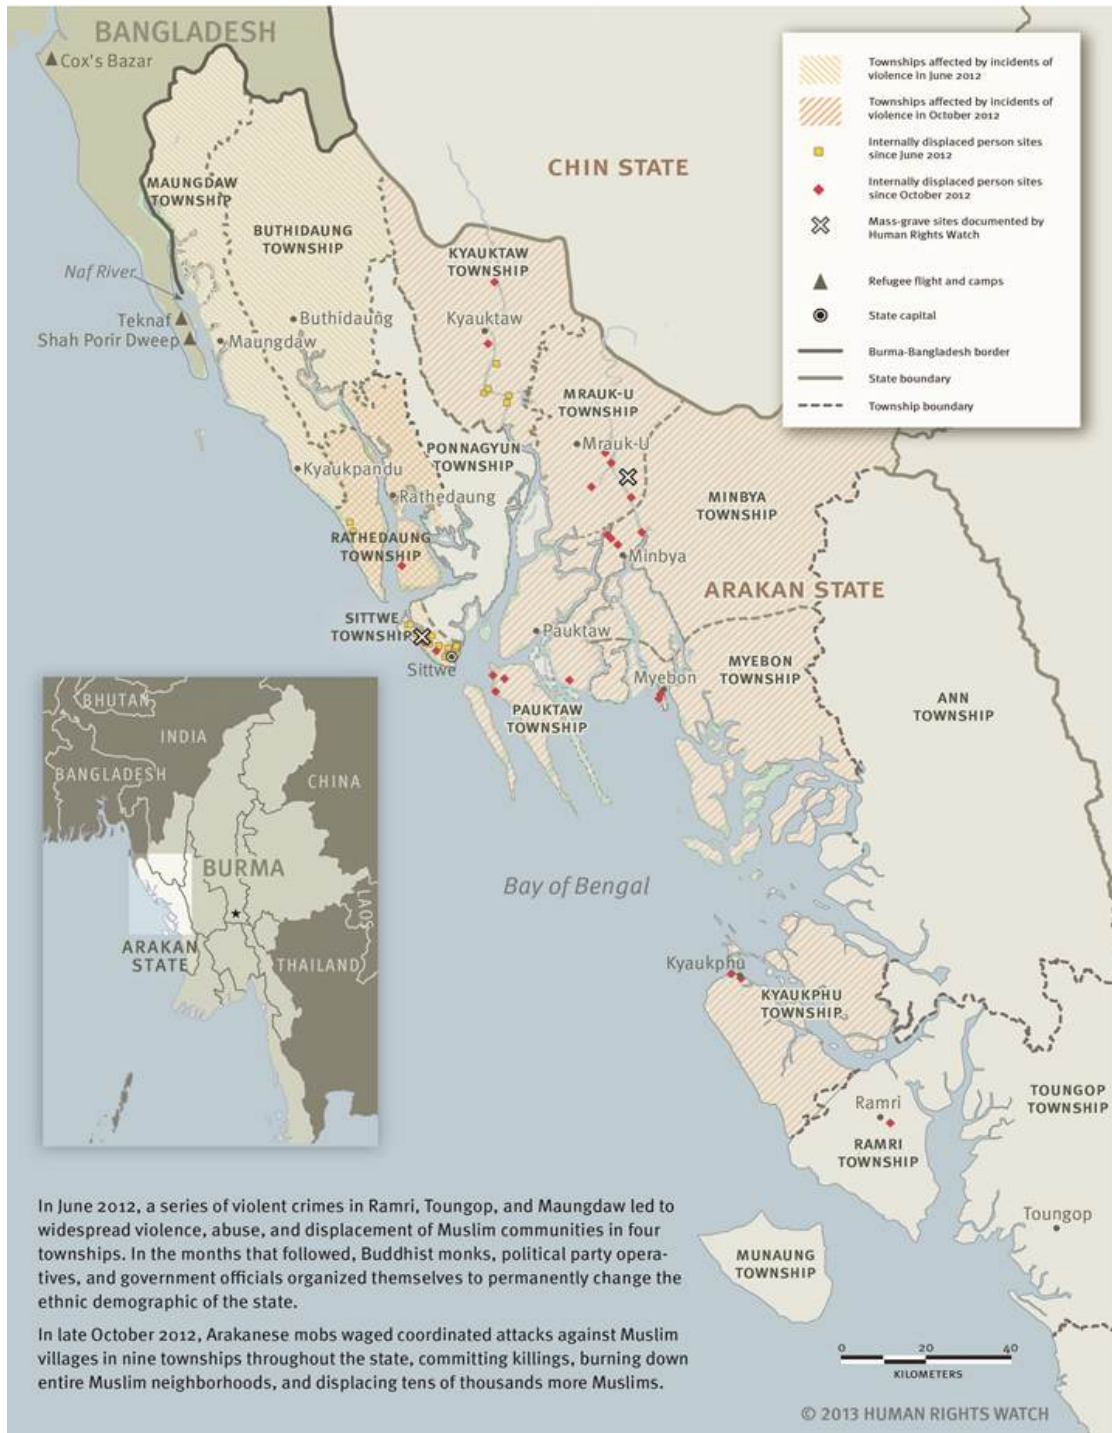 BANGLADESH
Cox's Bazar
Townships affected by incidents of
violence in June 2012
Townships affected by incidents of
violence in October 2012
Internally displaced person sites
since June 2012
Internally displaced person sites
since October 2012
Mass-grave sites documented by
Human Rights Watch
Refugee flight and camps
State capital
Burma-Bangladesh border
State boundary
Township boundary
CHIN STATE
MAUNGDAW
TOWNSHIP
BUTHIDAUNG
TOWNSHIP
KYAUKTAW
TOWNSHIP
Naf River
Teknaf
Shah Porir Dweep
Buthidaung
Maungdaw
Kyauktaw
MRAUK-U
TOWNSHIP
Mrauk-U
PONNAGYUN
TOWNSHIP
Kyaukpandu
Rathedaung
MINBYA
TOWNSHIP
RATHEDAUNG
TOWNSHIP
Minbya
ARAKAN STATE
SITTWE
TOWNSHIP
Sittwe
Pauktaw
Myebon
MYEBON
TOWNSHIP
ANN
TOWNSHIP
PAUKTAW
TOWNSHIP
BHUTAN
INDIA
BANGLADESH
CHINA
BURMA
LAOS
ARAKAN
STATE
THAILAND
Bay of Bengal
Kyaukphu
KYAUKPHU
TOWNSHIP
Ramri
RAMRI
TOWNSHIP
TOUNGOP
TOWNSHIP
Toungop
MUNAUNG
TOWNSHIP
In June 2012, a series of violent crimes in Ramri, Toungop, and Maungdaw led to
widespread violence, abuse, and displacement of Muslim communities in four
townships. In the months that followed, Buddhist monks, political party opera-
tives, and government officials organized themselves to permanently change the
ethnic demographic of the state.
In late October 2012, Arakanese mobs waged coordinated attacks against Muslim
villages in nine townships throughout the state, committing killings, burning down
entire Muslim neighborhoods, and displacing tens of thousands more Muslims.
0 20 40
KILOMETERS
© 2013 HUMAN RIGHTS WATCH